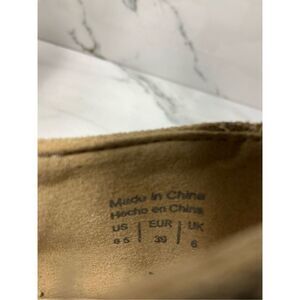 Made in China
Hecho en China
US | EUR | UK
8.5 | 39 | 6